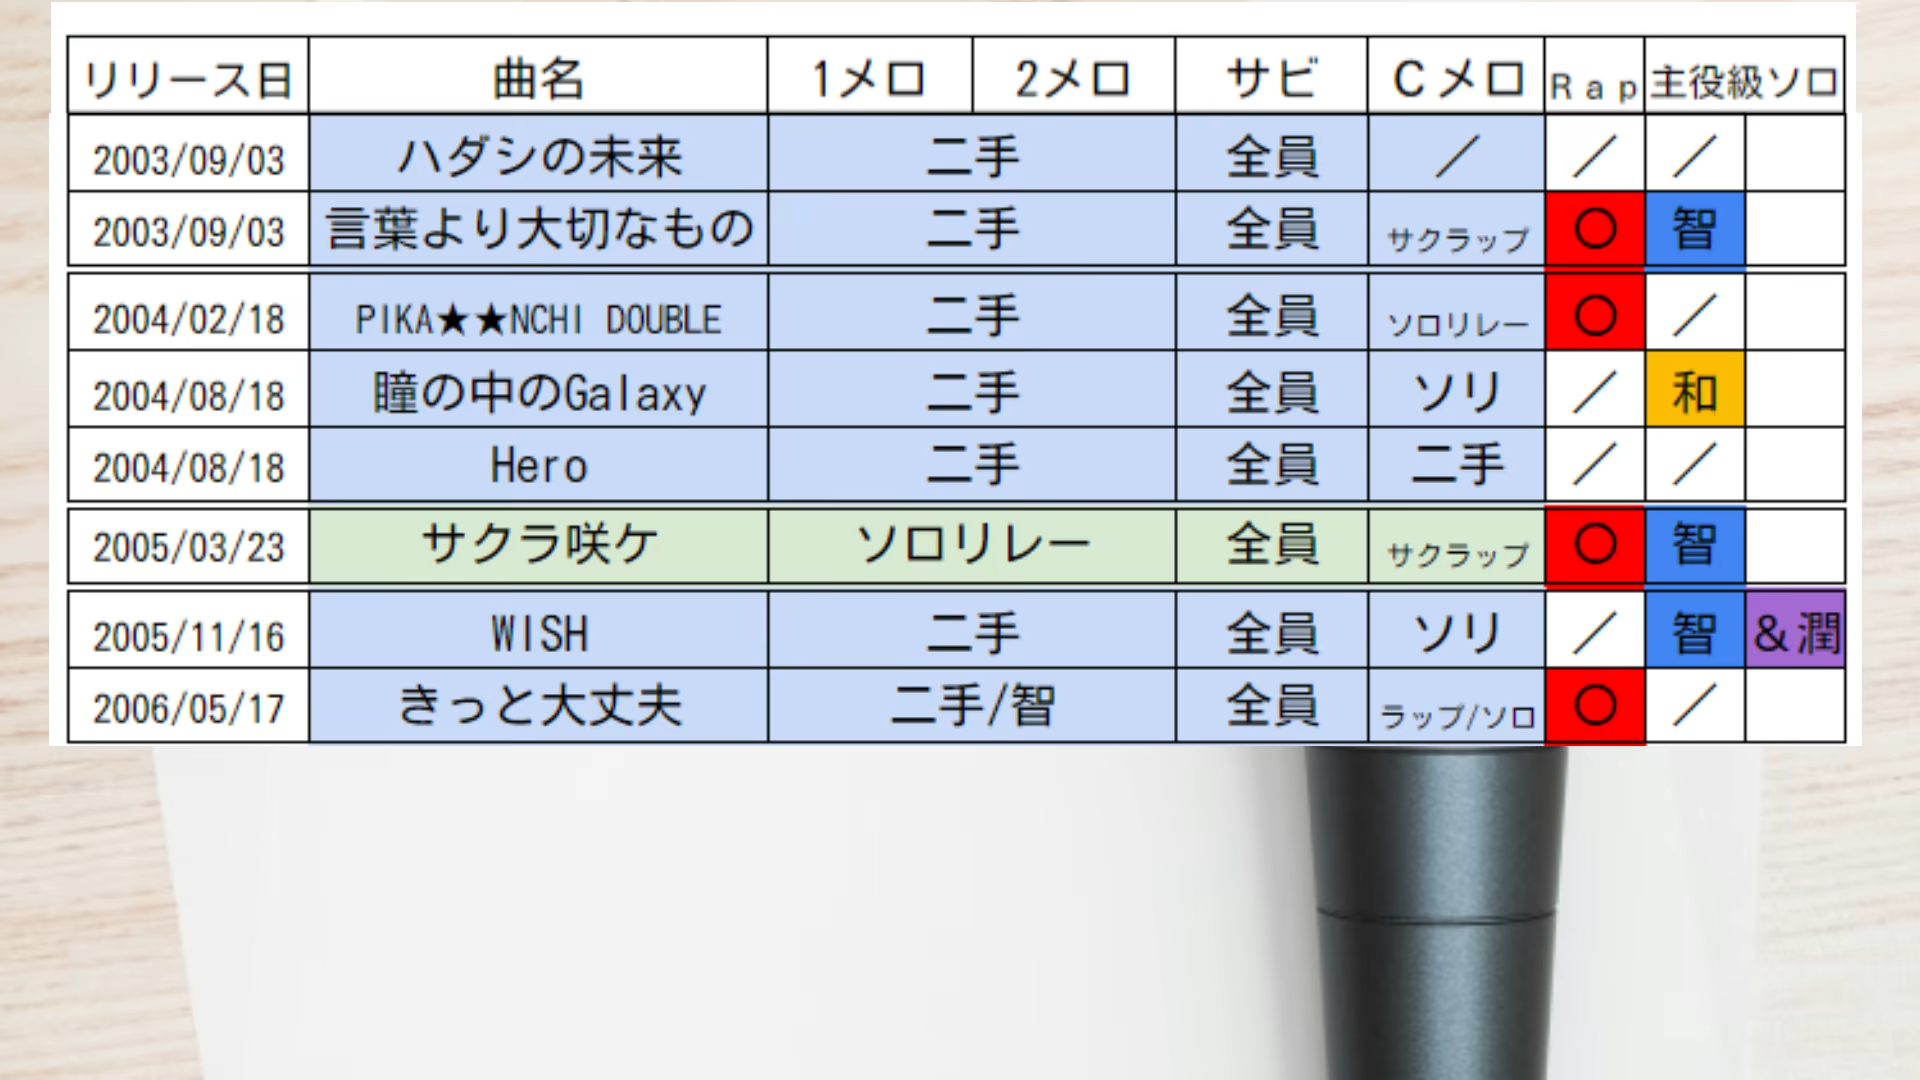 リリース日 曲名 1メロ 2メロ サビ Cメロ Rap 主役級ソロ
2003/09/03 ハダシの未来 二手 全員 ／ ／ ／
2003/09/03 言葉より大切なもの 二手 全員 サクラップ 〇 智
2004/02/18 PIKA★★NCHI DOUBLE 二手 全員 ソロリレー 〇 ／
2004/08/18 瞳の中のGalaxy 二手 全員 ソリ ／ 和
2004/08/18 Hero 二手 全員 二手 ／ ／
2005/03/23 サクラ咲ケ ソロリレー 全員 サクラップ 〇 智
2005/11/16 WISH 二手 全員 ソリ ／ 智 ＆潤
2006/05/17 きっと大丈夫 二手/智 全員 ラップ/ソロ 〇 ／